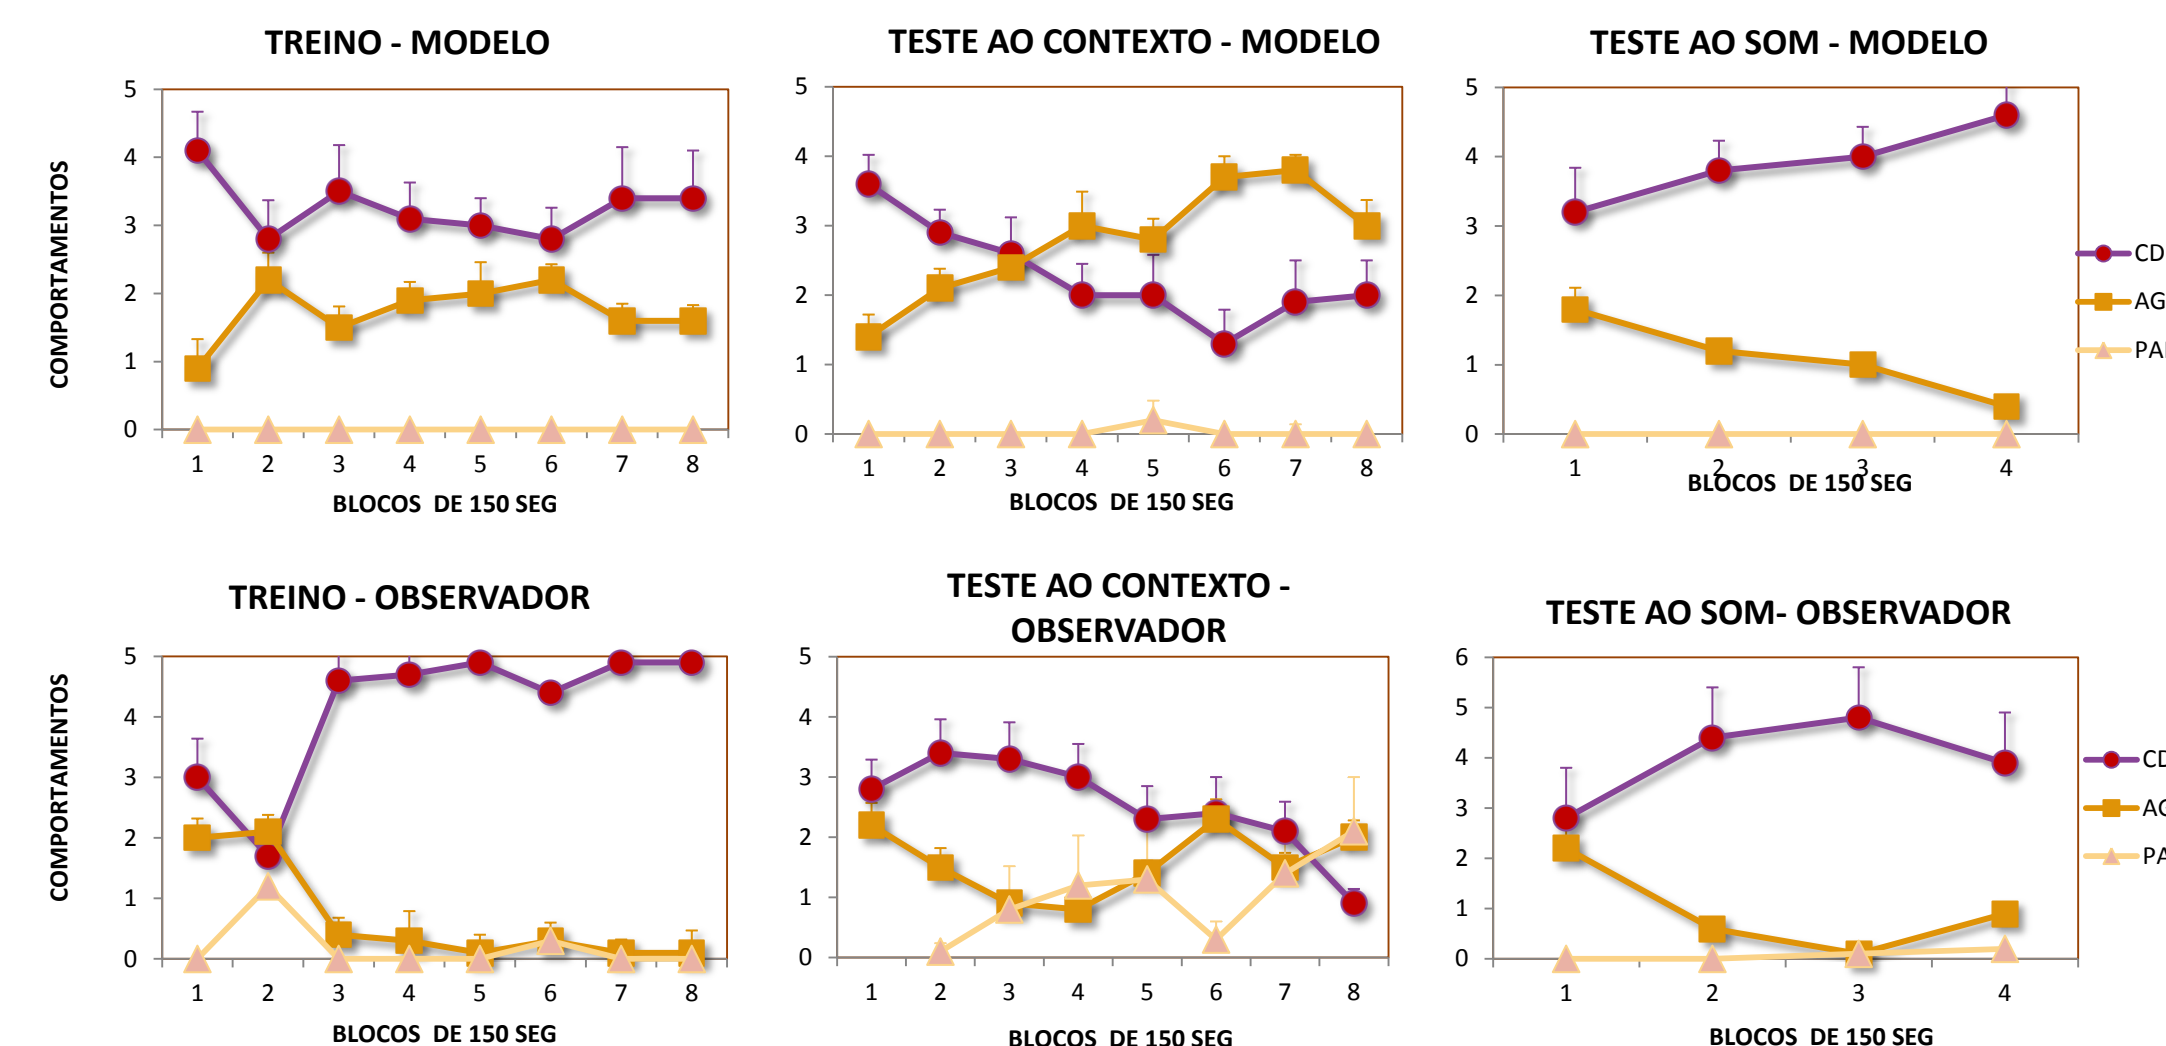 TREINO - MODELO
COMPORTAMENTOS
5
4
3
2
1
0
1 2 3 4 5 6 7 8
BLOCOS DE 150 SEG
TESTE AO CONTEXTO - MODELO
5
4
3
2
1
0
1 2 3 4 5 6 7 8
BLOCOS DE 150 SEG
TESTE AO SOM - MODELO
5
4
3
2
1
0
1 2 3 4
BLOCOS DE 150 SEG
CD
AG
TREINO - OBSERVADOR
COMPORTAMENTOS
5
4
3
2
1
0
1 2 3 4 5 6 7 8
BLOCOS DE 150 SEG
TESTE AO CONTEXTO -
OBSERVADOR
5
4
3
2
1
0
1 2 3 4 5 6 7 8
BLOCOS DE 150 SEG
TESTE AO SOM- OBSERVADOR
6
5
4
3
2
1
0
1 2 3 4
BLOCOS DE 150 SEG